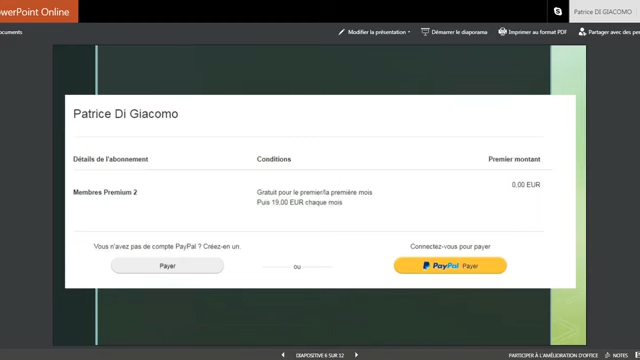 PowerPoint Online
Patrice DI GIACOMO
Documents
Modifier la présentation
Démarrer le diaporama
Imprimer au format PDF
Partager avec des per
Patrice Di Giacomo
Détails de l'abonnement
Conditions
Premier montant
Membres Premium 2
Gratuit pour le premier/la première mois
Puis 19,00 EUR chaque mois
0,00 EUR
Vous n'avez pas de compte PayPal ? Créez-en un.
Payer
ou
Connectez-vous pour payer
PayPal Payer
DIAPOSITIVE 6 SUR 12
PARTICIPER À L'AMÉLIORATION D'OFFICE
NOTES